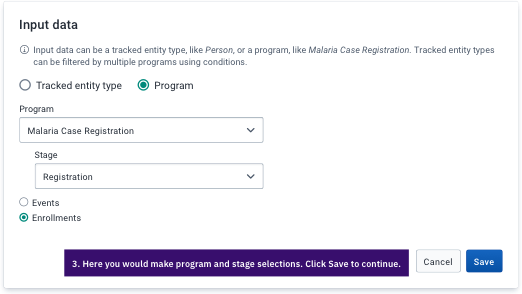 Input data
Input data can be a tracked entity type, like Person, or a program, like Malaria Case Registration. Tracked entity types
can be filtered by multiple programs using conditions.
Tracked entity type
Program
Program
Malaria Case Registration
Stage
Registration
Events
Enrollments
3. Here you would make program and stage selections. Click Save to continue.
Cancel
Save